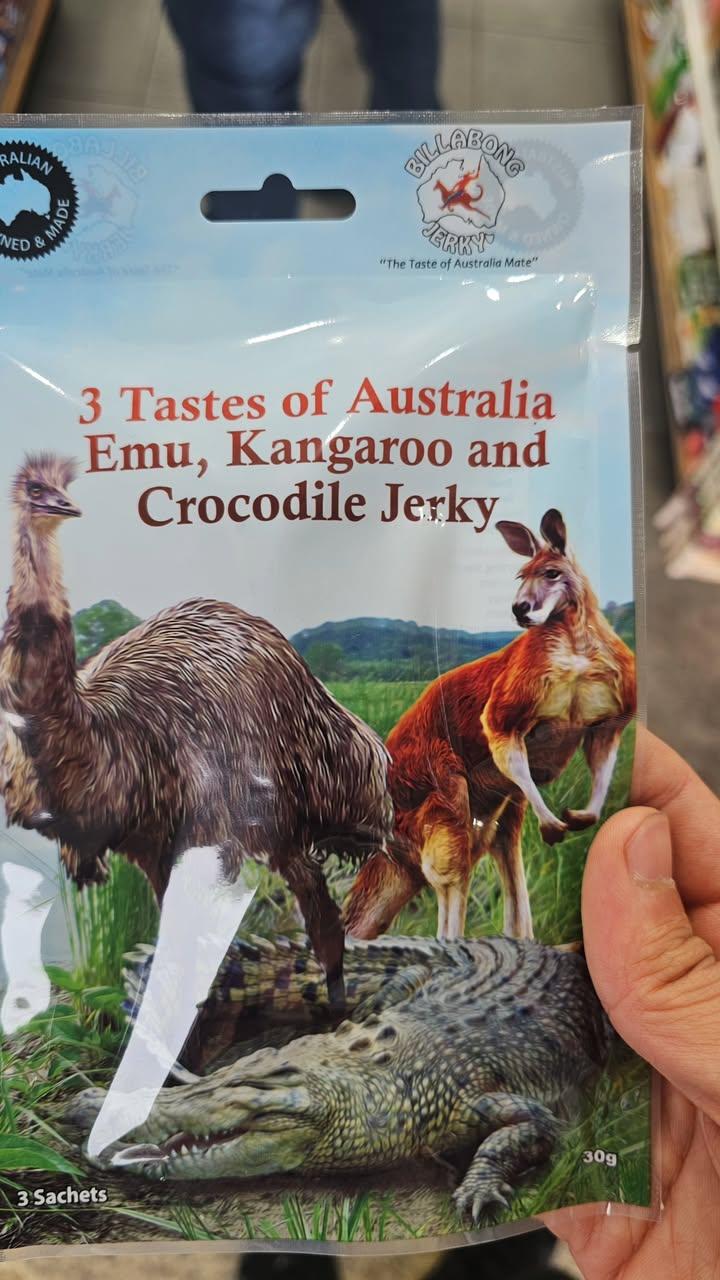 RALIAN
NED & MADE
BILLABONG
JERKY
"The Taste of Australia Mate"
3 Tastes of Australia
Emu, Kangaroo and
Crocodile Jerky
3 Sachets
30g